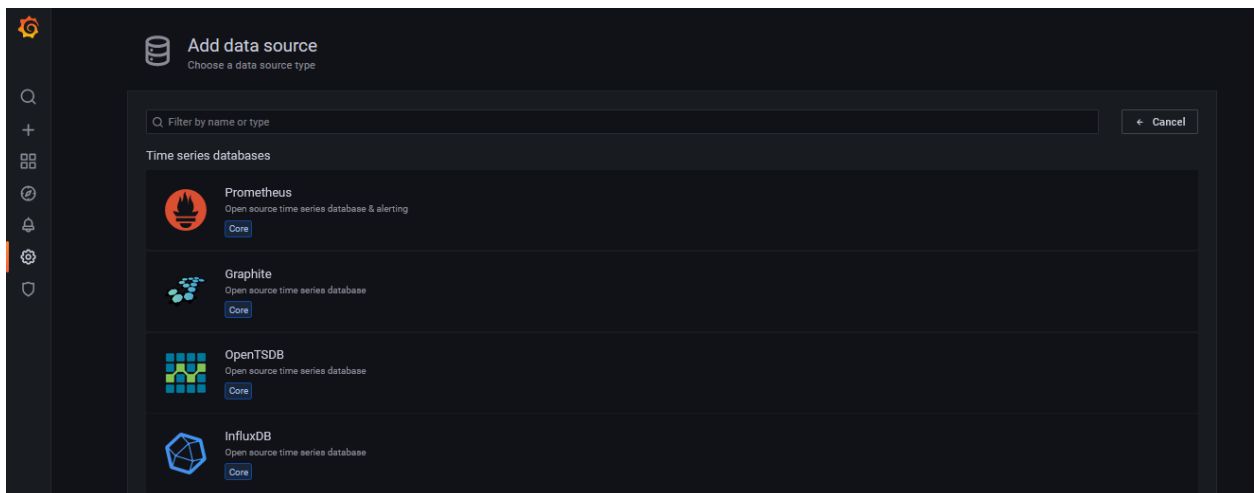 Add data source
Choose a data source type
Filter by name or type
← Cancel
Time series databases
Prometheus
Open source time series database & alerting
Core
Graphite
Open source time series database
Core
OpenTSDB
Open source time series database
Core
InfluxDB
Open source time series database
Core